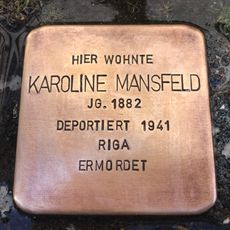 HIER WOHNTE
KAROLINE MANSFELD
JG. 1882
DEPORTIERT 1941
RIGA
ERMORDET